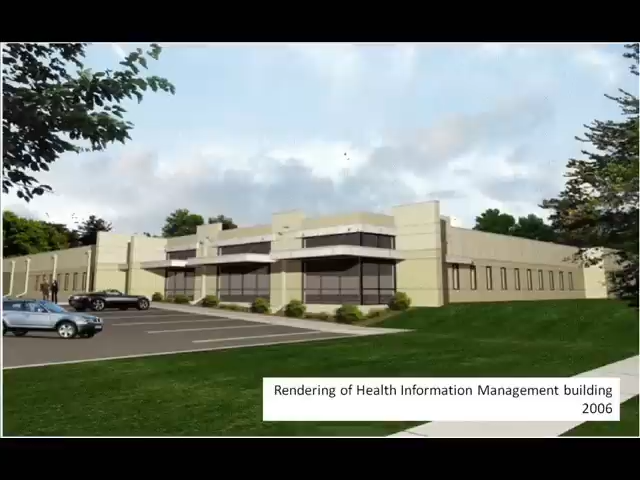 Rendering of Health Information Management building
2006